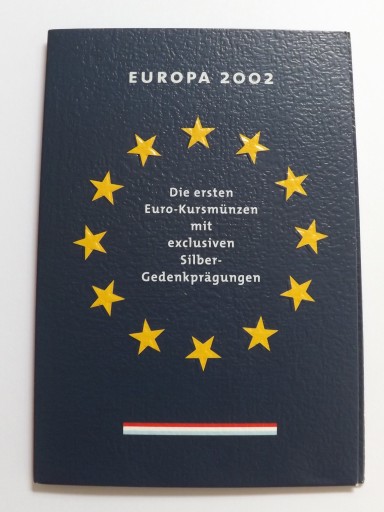 EUROPA 2002
Die ersten
Euro-Kursmünzen
mit
exclusiven
Silber-
Gedenkprägungen